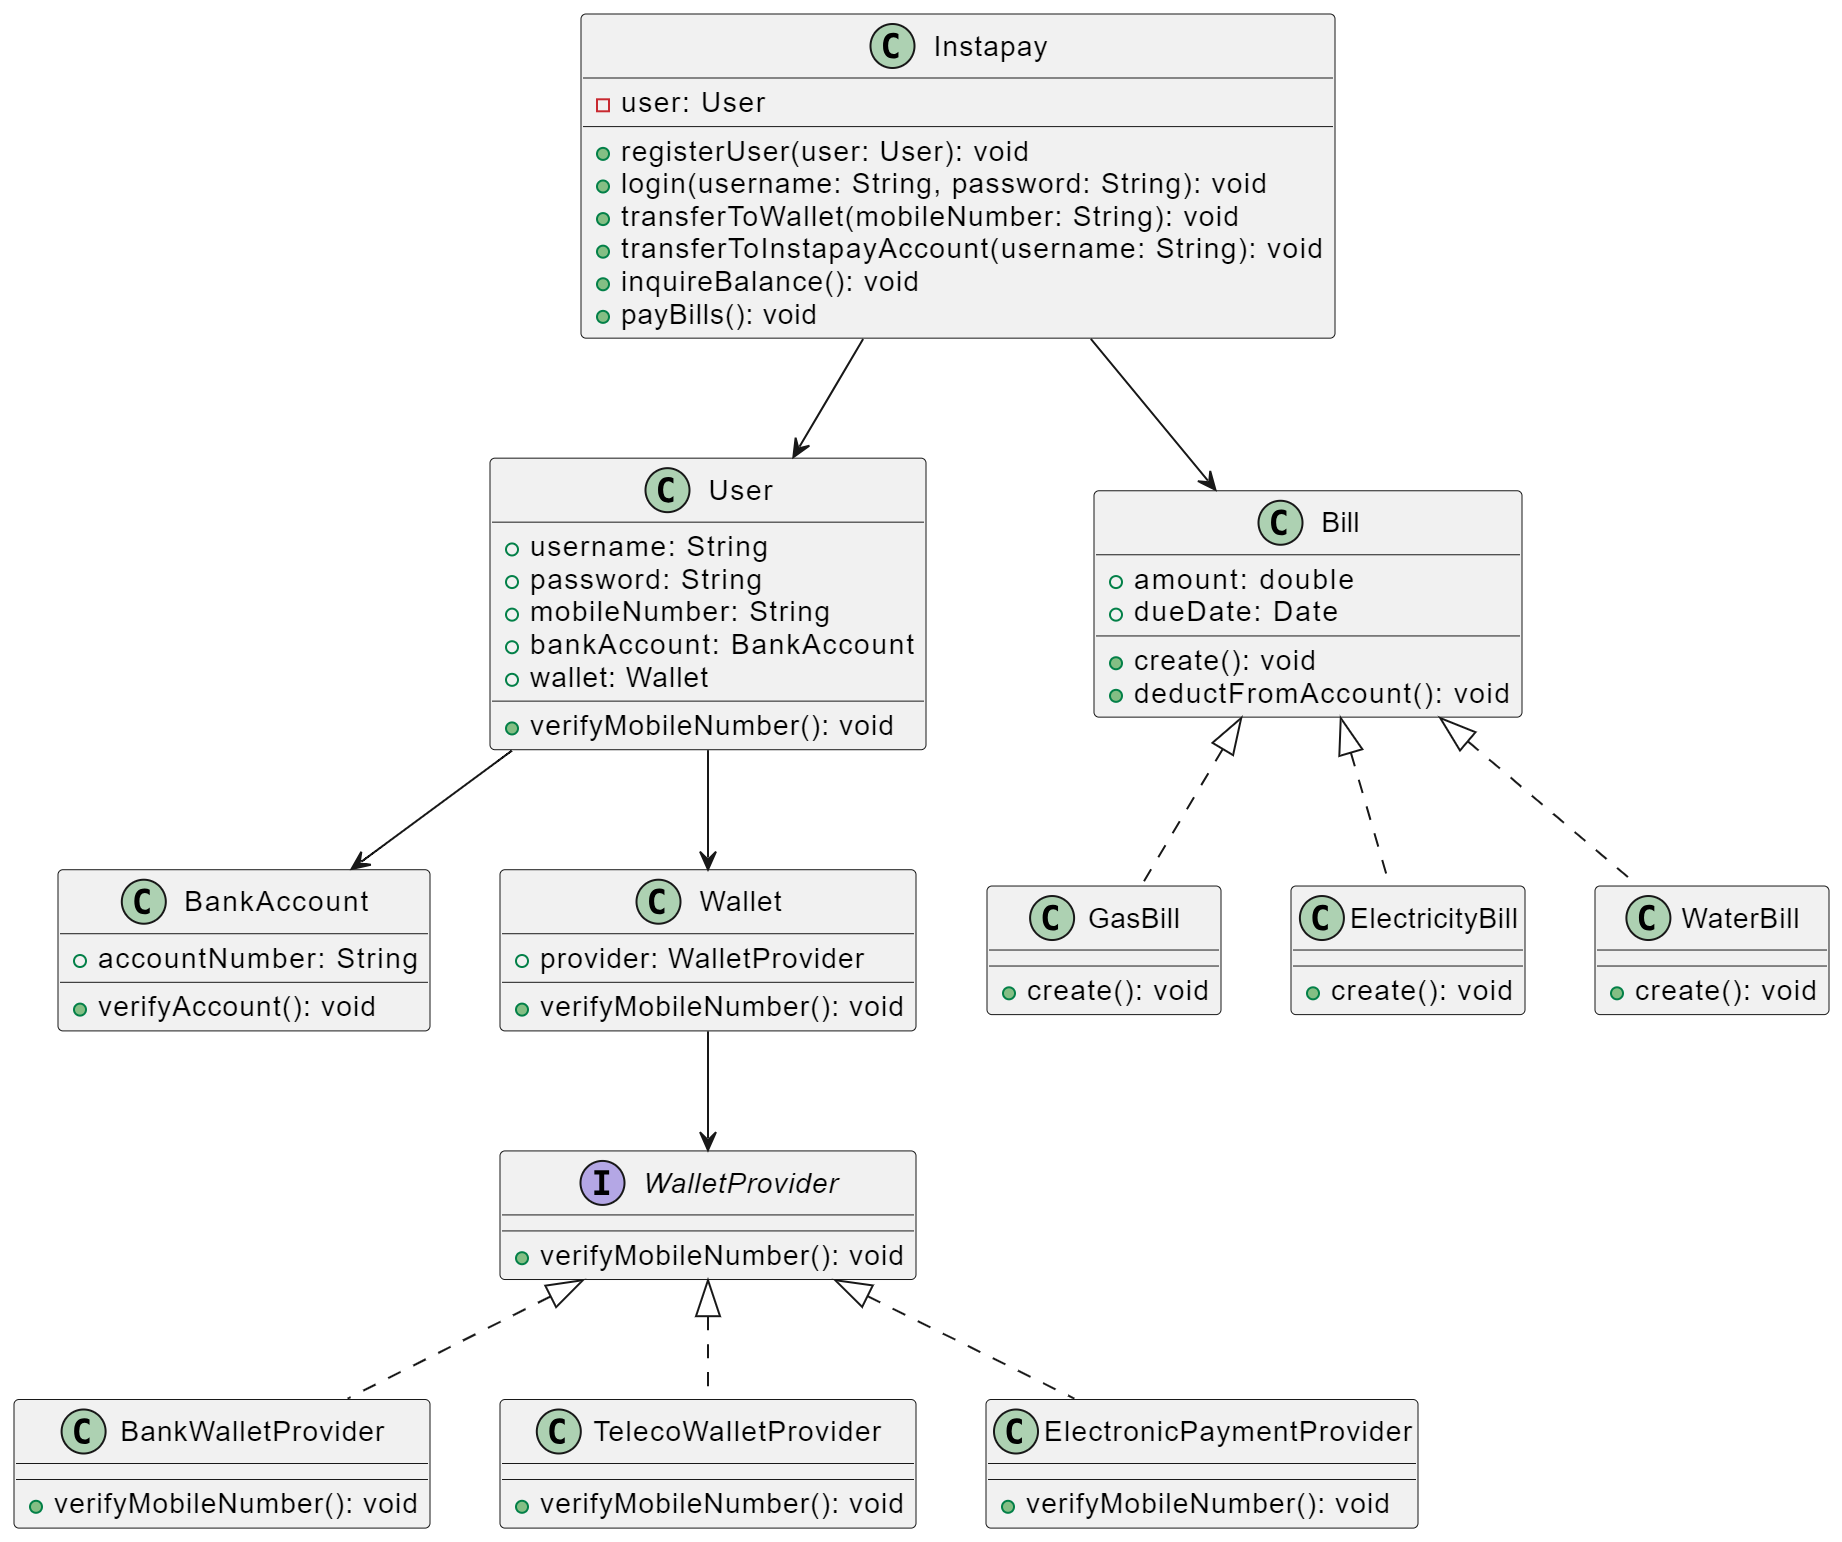 C Instapay
user: User
registerUser(user: User): void
login(username: String, password: String): void
transferToWallet(mobileNumber: String): void
transferToInstapayAccount(username: String): void
inquireBalance(): void
payBills(): void
C User
username: String
password: String
mobileNumber: String
bankAccount: BankAccount
wallet: Wallet
verifyMobileNumber(): void
C Bill
amount: double
dueDate: Date
create(): void
deductFromAccount(): void
C BankAccount
accountNumber: String
verifyAccount(): void
C Wallet
provider: WalletProvider
verifyMobileNumber(): void
C GasBill
create(): void
C ElectricityBill
create(): void
C WaterBill
create(): void
I WalletProvider
verifyMobileNumber(): void
C BankWalletProvider
verifyMobileNumber(): void
C TelecoWalletProvider
verifyMobileNumber(): void
C ElectronicPaymentProvider
verifyMobileNumber(): void